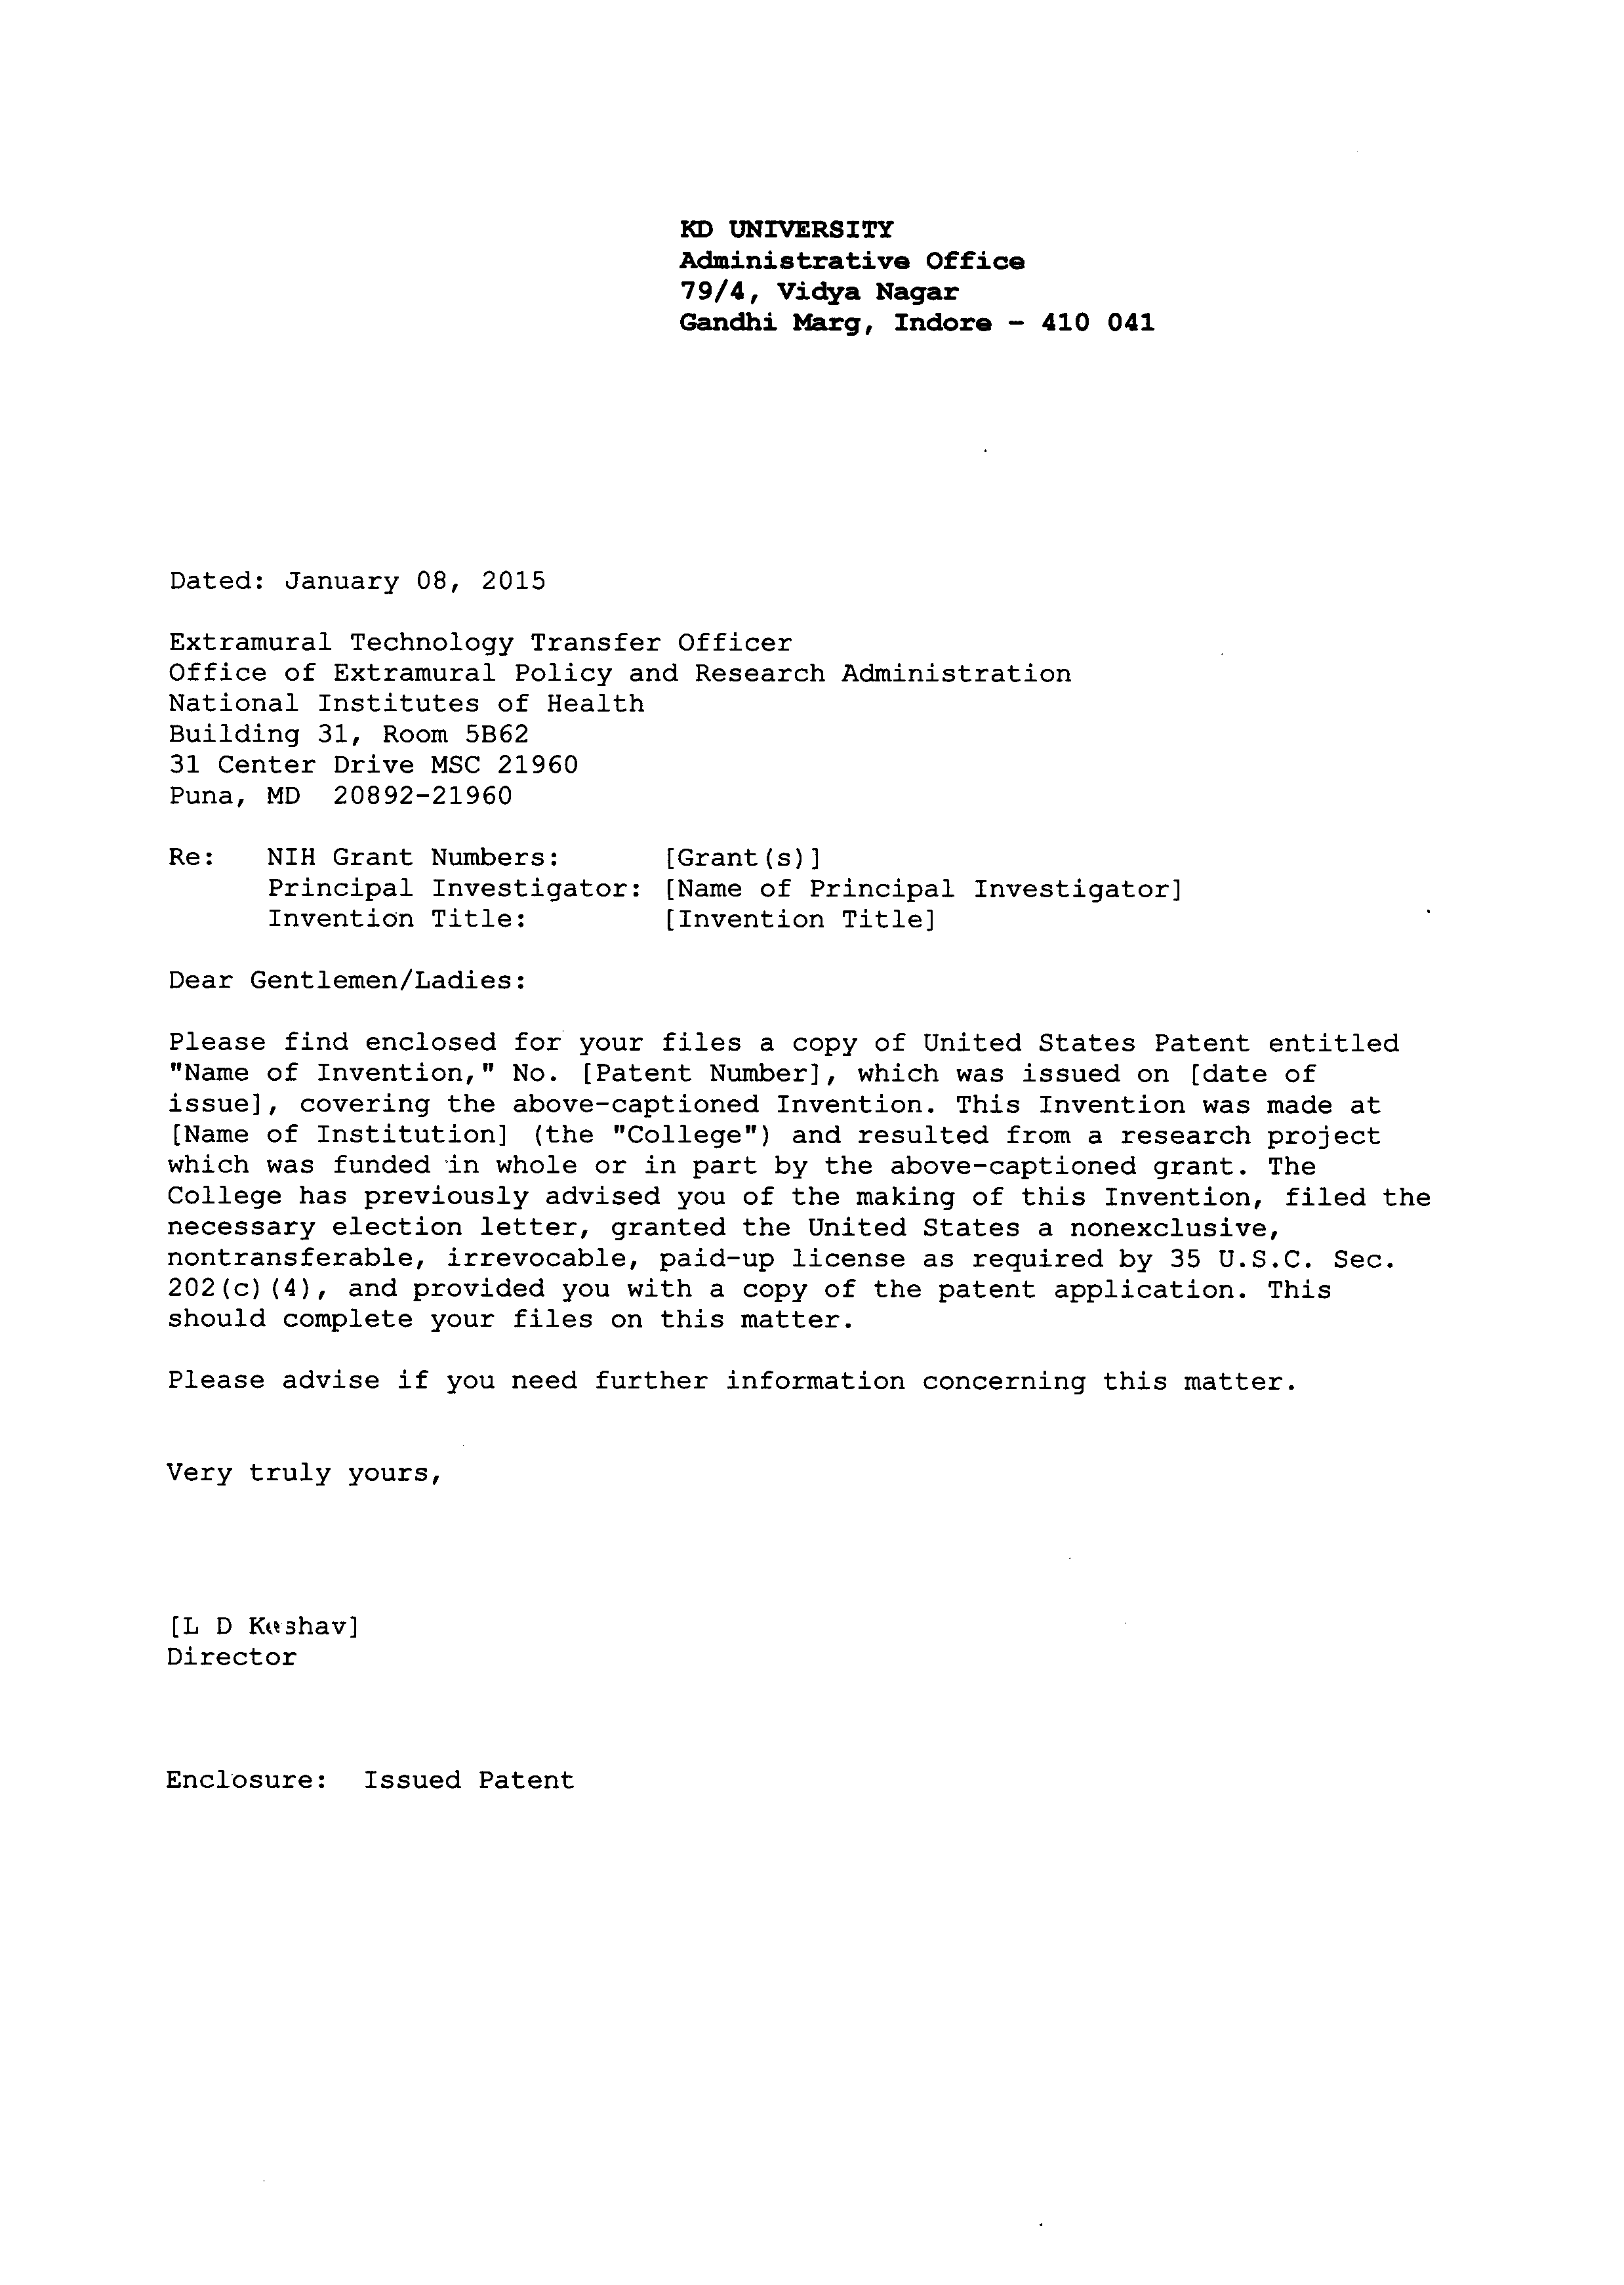 KD UNIVERSITY
Administrative Office
79/4, Vidya Nagar
Gandhi Marg, Indore - 410 041
Dated: January 08, 2015
Extramural Technology Transfer Officer
Office of Extramural Policy and Research Administration
National Institutes of Health
Building 31, Room 5B62
31 Center Drive MSC 21960
Puna, MD 20892-21960
Re: NIH Grant Numbers: [Grant(s)]
Principal Investigator: [Name of Principal Investigator]
Invention Title: [Invention Title]
Dear Gentlemen/Ladies:
Please find enclosed for your files a copy of United States Patent entitled
"Name of Invention," No. [Patent Number], which was issued on [date of
issue], covering the above-captioned Invention. This Invention was made at
[Name of Institution] (the "College") and resulted from a research project
which was funded in whole or in part by the above-captioned grant. The
College has previously advised you of the making of this Invention, filed the
necessary election letter, granted the United States a nonexclusive,
nontransferable, irrevocable, paid-up license as required by 35 U.S.C. Sec.
202(c)(4), and provided you with a copy of the patent application. This
should complete your files on this matter.
Please advise if you need further information concerning this matter.
Very truly yours,
[L D
Director
Enclosure: Issued Patent